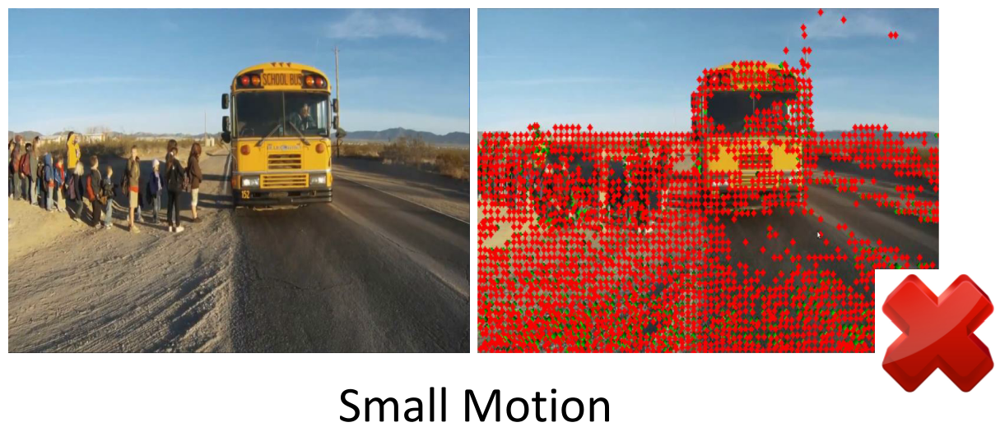 SCHOOL BUS
152
Small Motion